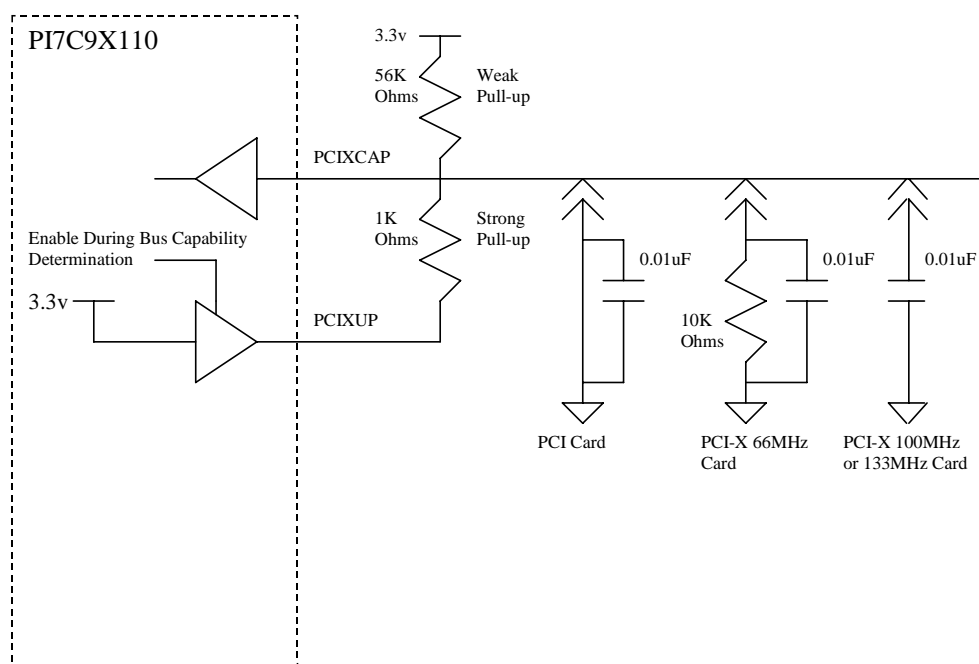 PI7C9X110
3.3v
56K
Ohms
Weak
Pull-up
PCIXCAP
1K
Ohms
Strong
Pull-up
Enable During Bus Capability
Determination
3.3v
PCIXUP
0.01uF
0.01uF
0.01uF
10K
Ohms
PCI Card
PCI-X 66MHz
Card
PCI-X 100MHz
or 133MHz Card